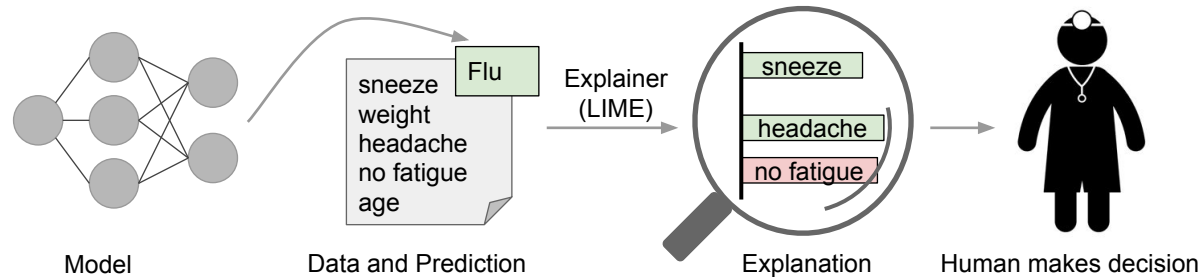 Flu
sneeze
weight
headache
no fatigue
age
Explainer
(LIME)
sneeze
headache
no fatigue
Model
Data and Prediction
Explanation
Human makes decision